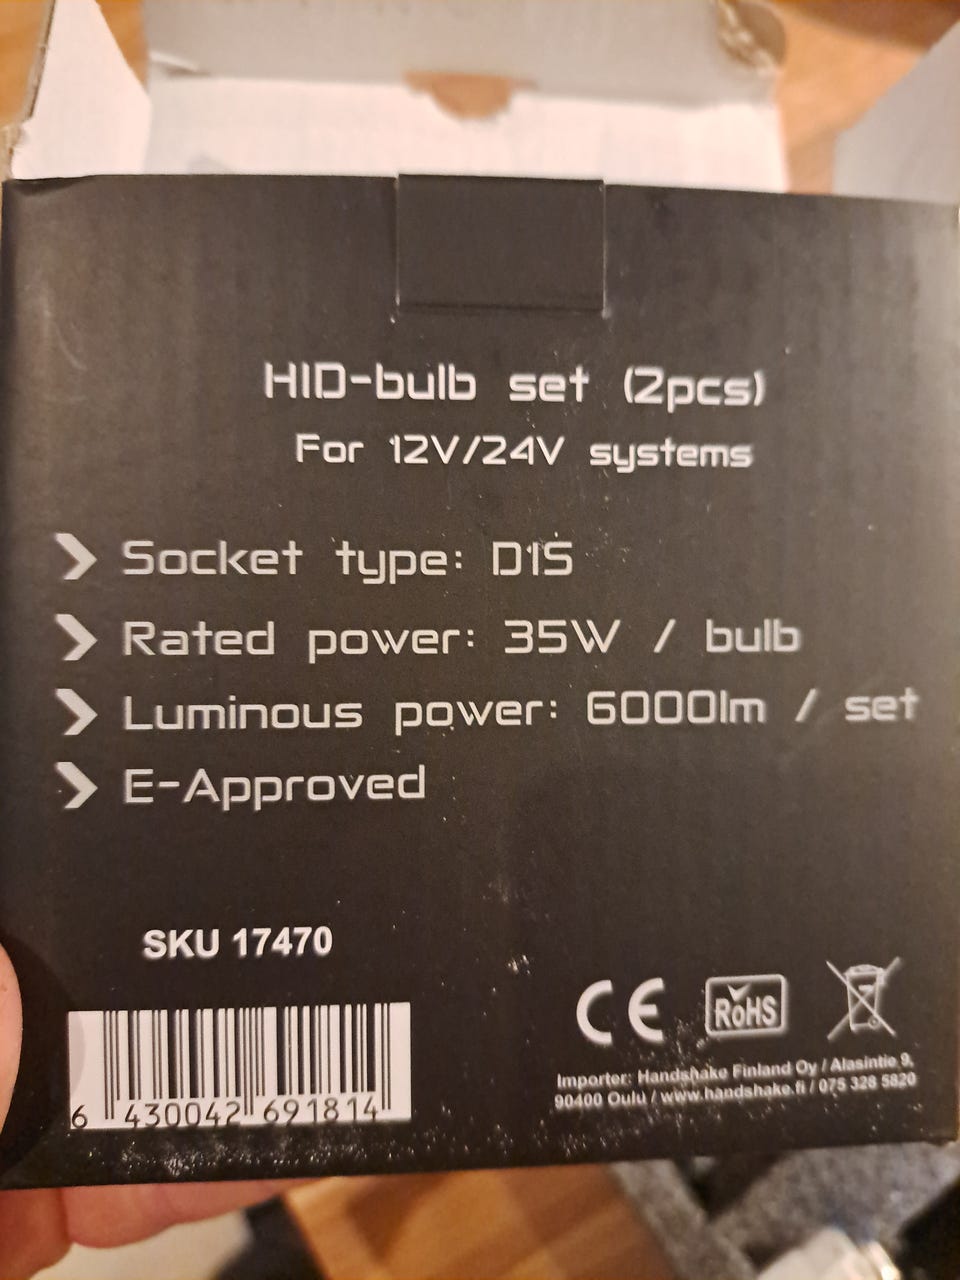 HID-bulb set (2pcs)
For 12V/24V systems
Socket type: D1S
Rated power: 35W / bulb
Luminous power: 6000lm / set
E-Approved
SKU 17470
6 430042 691814
CE
RoHS
Importer: Handshake Finland Oy / Alasintie 9,
90400 Oulu / www.handshake.fi / 075 328 5820